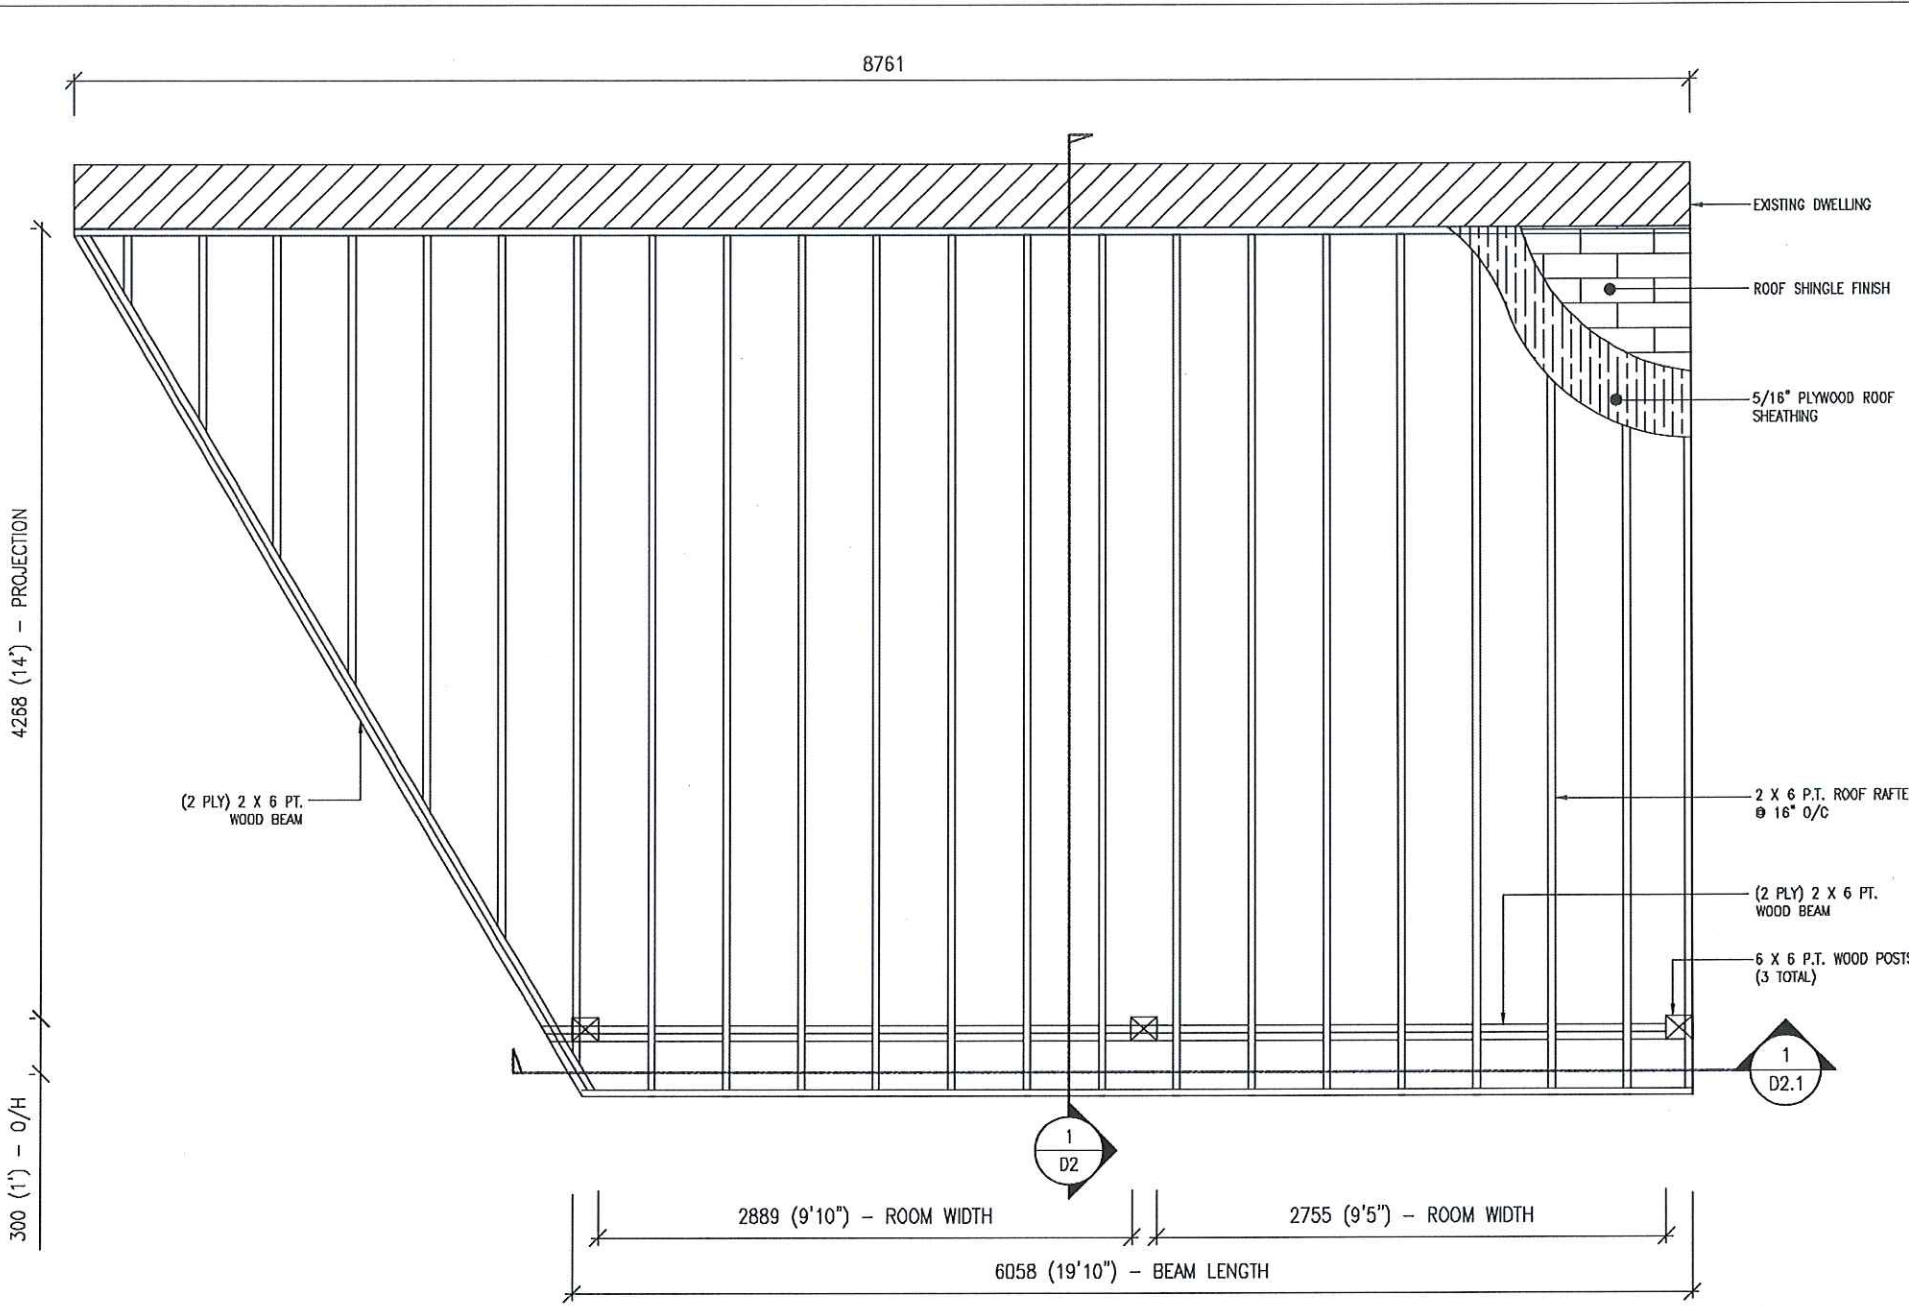 8761
EXISTING DWELLING
ROOF SHINGLE FINISH
5/16" PLYWOOD ROOF
SHEATHING
4268 (14') – PROJECTION
(2 PLY) 2 X 6 PT.
WOOD BEAM
2 X 6 P.T. ROOF RAFTE
@ 16" O/C
(2 PLY) 2 X 6 PT.
WOOD BEAM
6 X 6 P.T. WOOD POSTS
(3 TOTAL)
1
D2.1
300 (1') – O/H
1
D2
2889 (9'10") – ROOM WIDTH
2755 (9'5") – ROOM WIDTH
6058 (19'10") – BEAM LENGTH